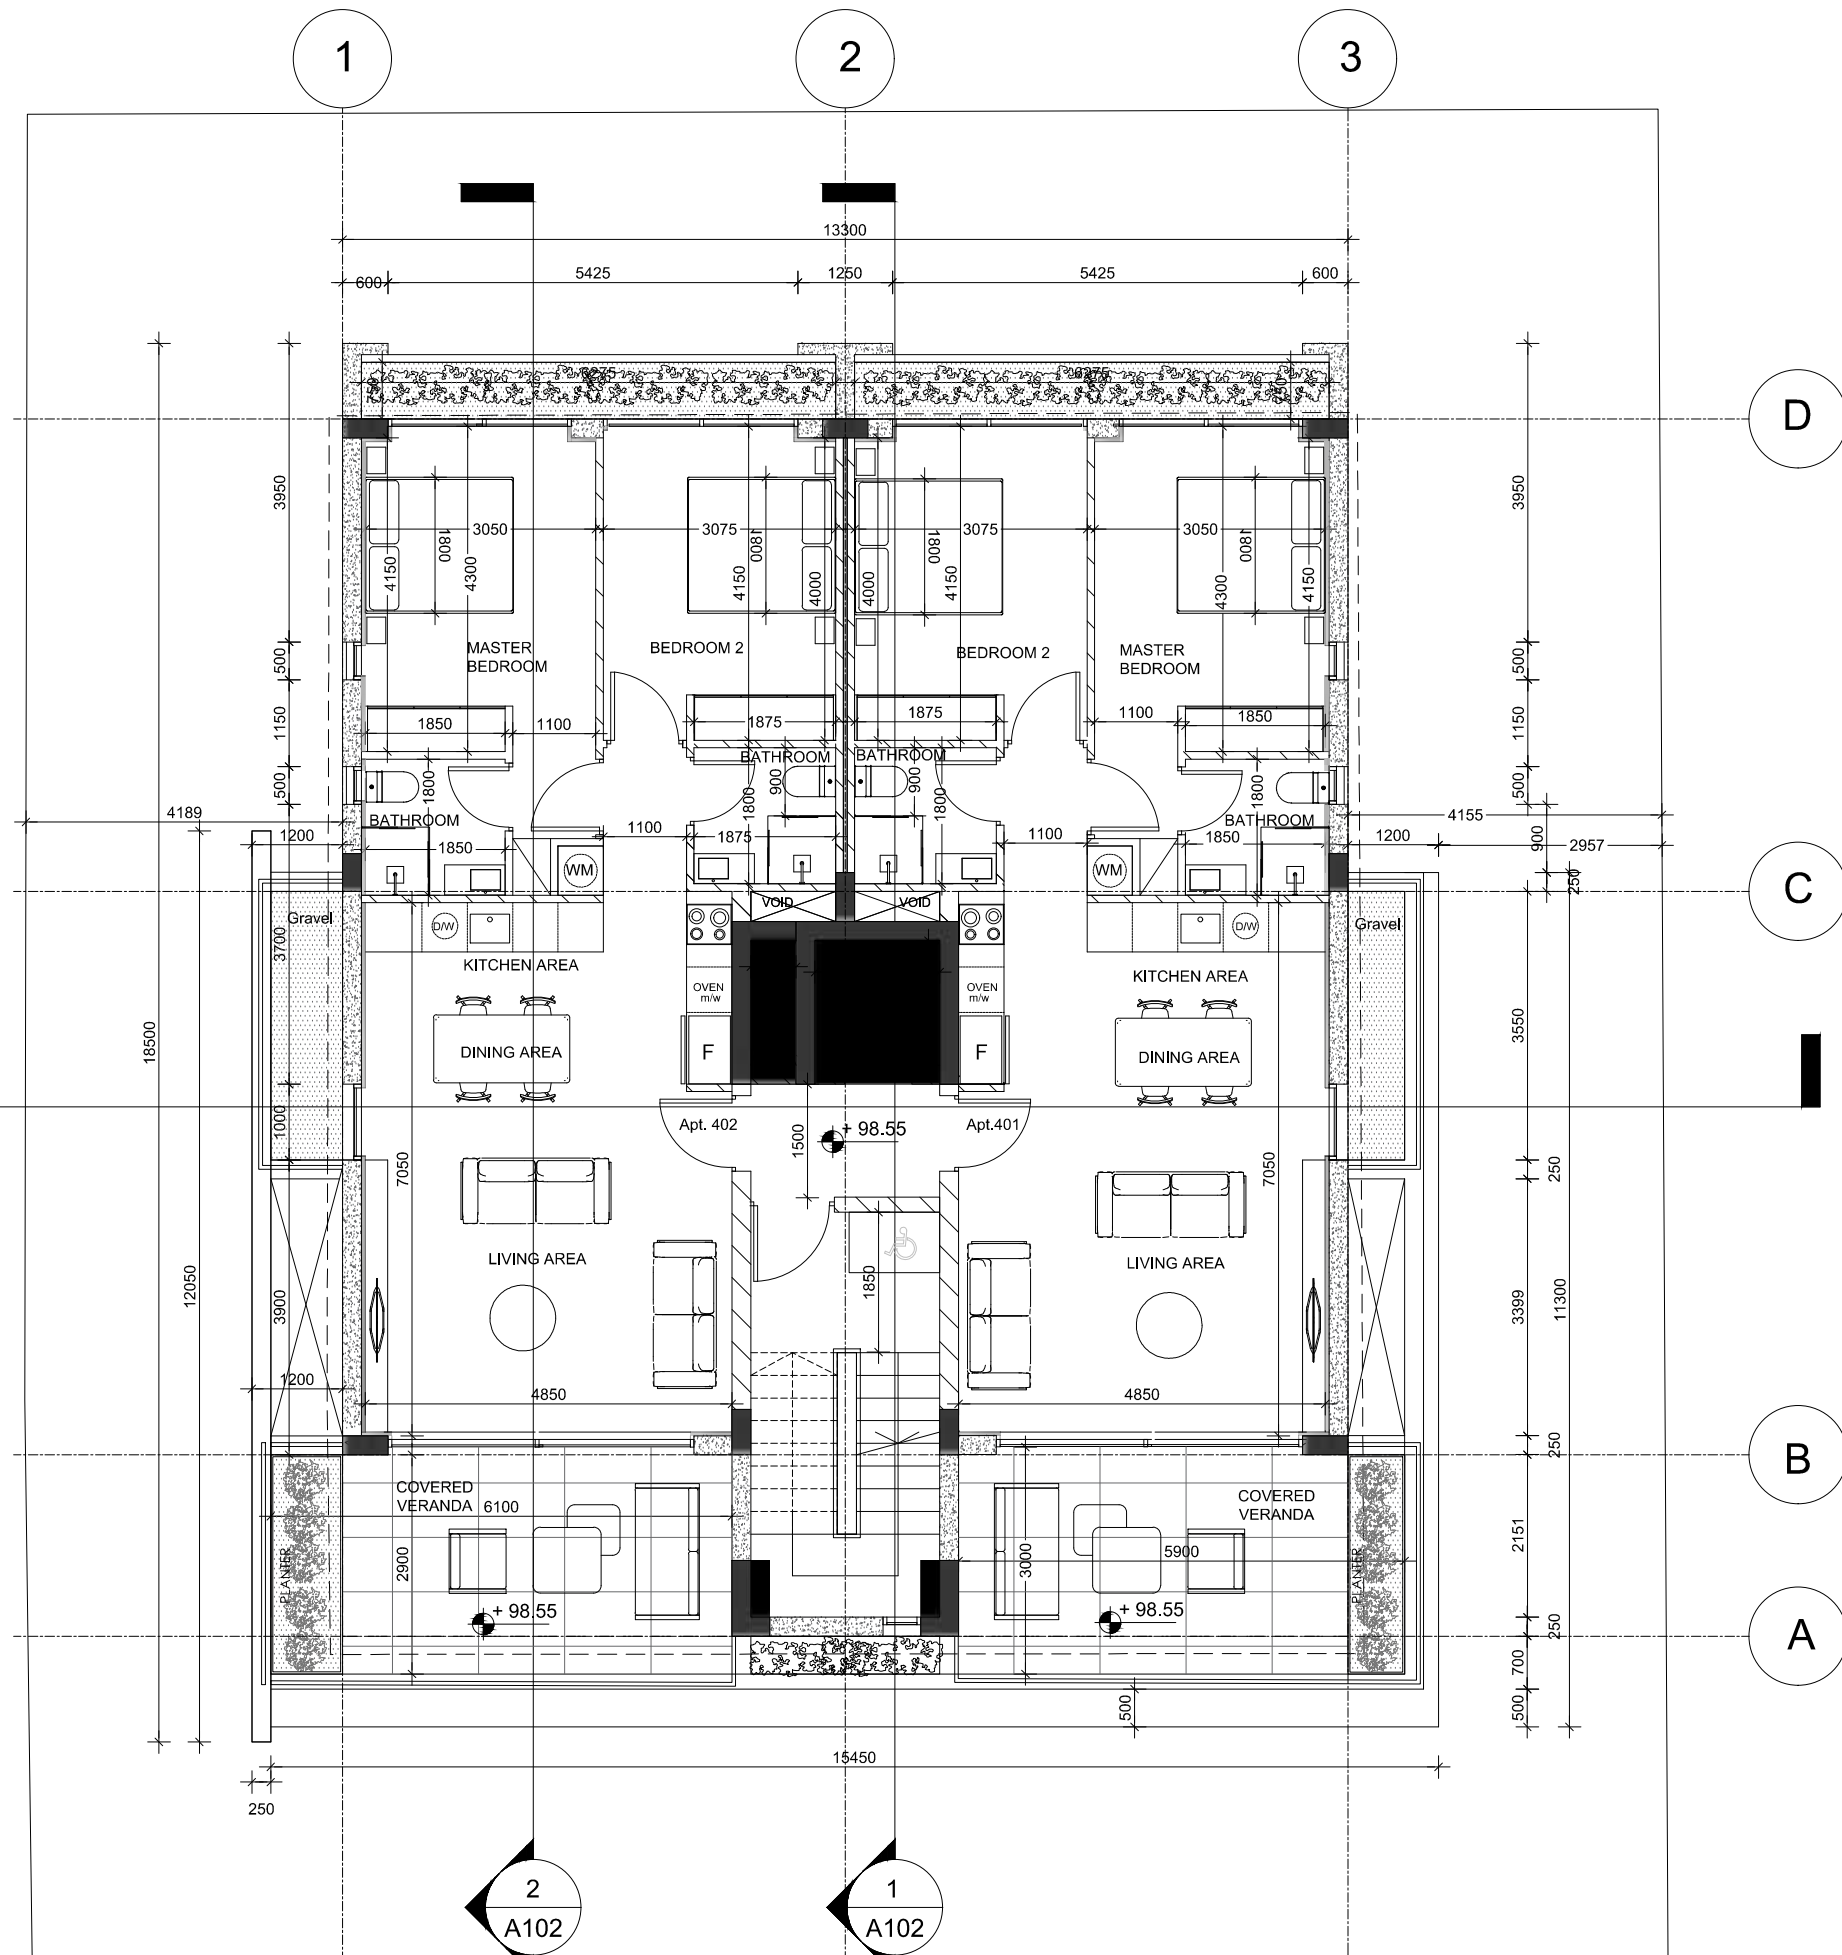 1
2
3
13300
600
5425
1250
5425
600
6275
6275
D
3950
3950
3050
1800
4150
4300
3075
1800
4150
4000
3075
1800
4150
4000
3050
1800
4300
4150
MASTER
BEDROOM
BEDROOM 2
BEDROOM 2
MASTER
BEDROOM
500
500
1850
1100
1875
1875
1100
1850
1150
1150
BATHROOM
BATHROOM
500
1800
900
900
1800
500
1800
1800
4189
BATHROOM
BATHROOM
4155
1200
1100
1875
1100
1200
900
2957
1850
1850
WM
WM
250
C
VOID
VOID
Gravel
D/W
D/W
Gravel
3700
KITCHEN AREA
KITCHEN AREA
OVEN
m/w
OVEN
m/w
18500
3550
DINING AREA
F
F
DINING AREA
1000
Apt. 402
+ 98.55
Apt.401
1500
7050
7050
250
LIVING AREA
LIVING AREA
12050
1850
3900
3399
11300
1200
4850
4850
250
B
COVERED
VERANDA
6100
COVERED
VERANDA
2151
PLANTER
2900
3000
5900
PLANTER
+ 98.55
+ 98.55
250
A
700
500
500
15450
250
2
A102
1
A102